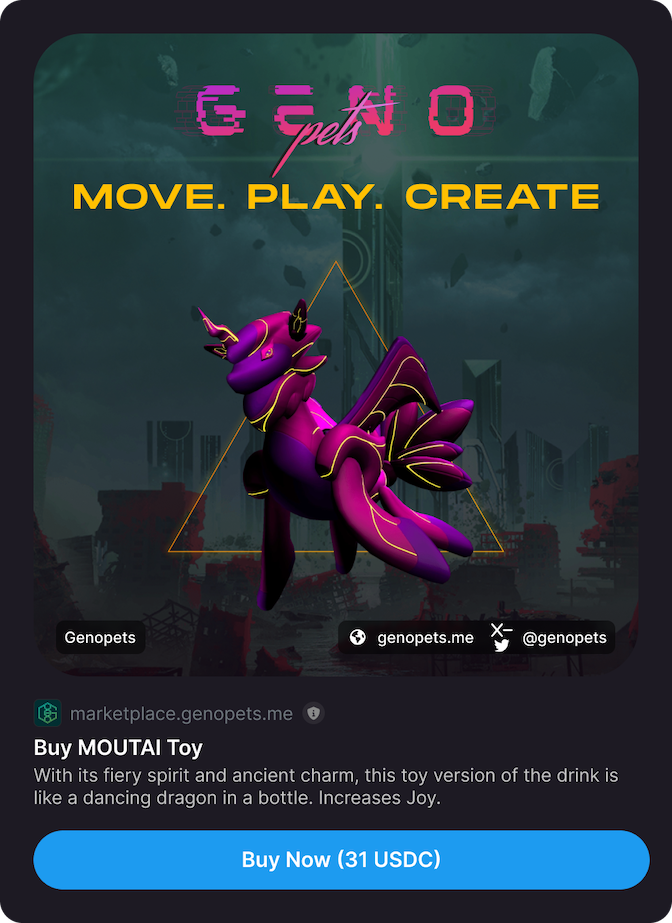 GENO
pets
MOVE. PLAY. CREATE
Genopets
genopets.me
@genopets
marketplace.genopets.me
Buy MOUTAI Toy
With its fiery spirit and ancient charm, this toy version of the drink is
like a dancing dragon in a bottle. Increases Joy.
Buy Now (31 USDC)